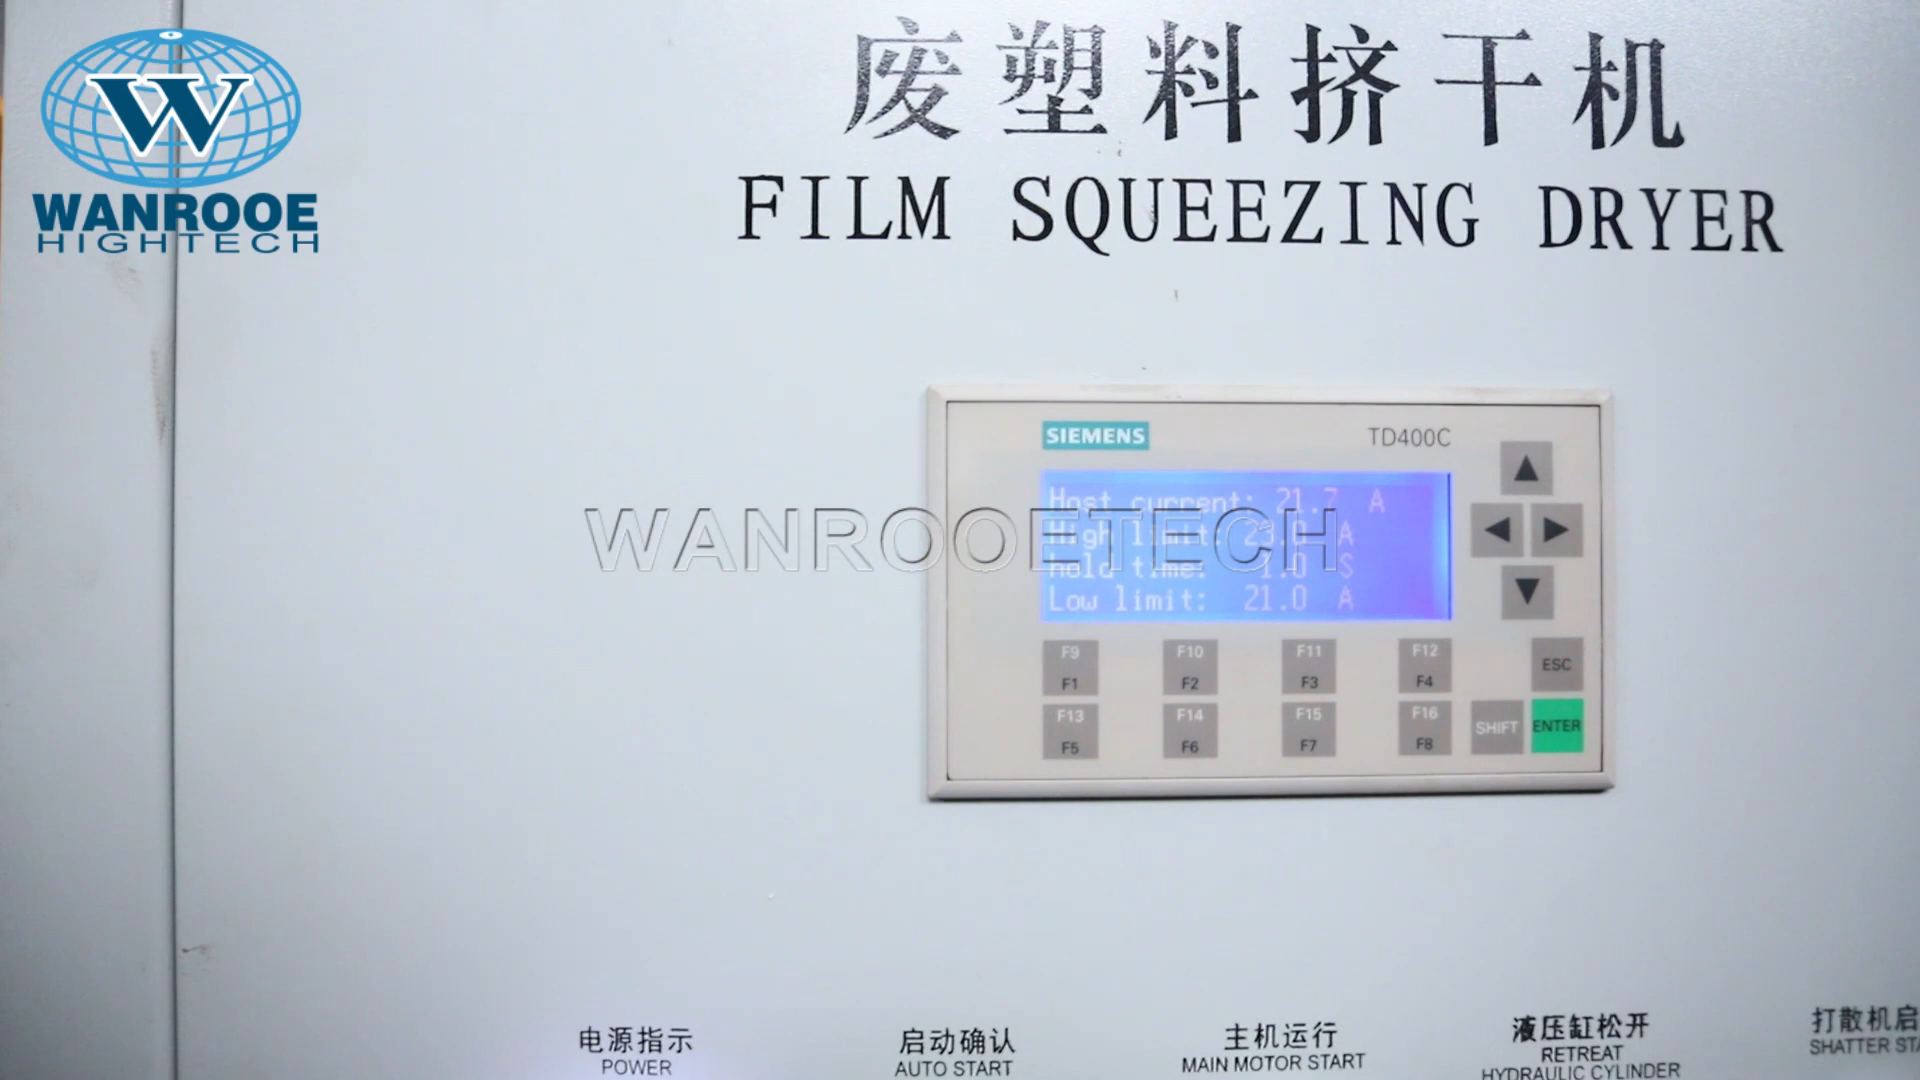 W
WANROOE
HIGHTECH
废塑料挤干机
FILM SQUEEZING DRYER
SIEMENS
TD400C
Host current: 21.7 A
High limit: 23.0 A
hold time: 1.0 S
Low limit: 21.0 A
WANROOETECH
F9 F10 F11 F12
F1 F2 F3 F4
ESC
F13 F14 F15 F16
F5 F6 F7 F8
SHIFT ENTER
电源指示
POWER
启动确认
AUTO START
主机运行
MAIN MOTOR START
液压缸松开
RETREAT
HYDRAULIC CYLINDER
打散机启
SHATTER